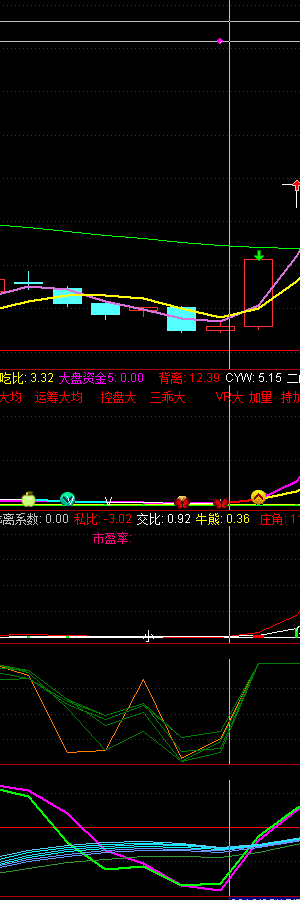 吃比: 3.32 大盘资金5: 0.00 背离: 12.39 CYW: 5.15 二
大均 运筹大均 控盘大 三乖大 VR大 加量 持加
离系数: 0.00 私比: -3.02 交比: 0.92 牛熊: 0.36 庄角: 1
市盈率: